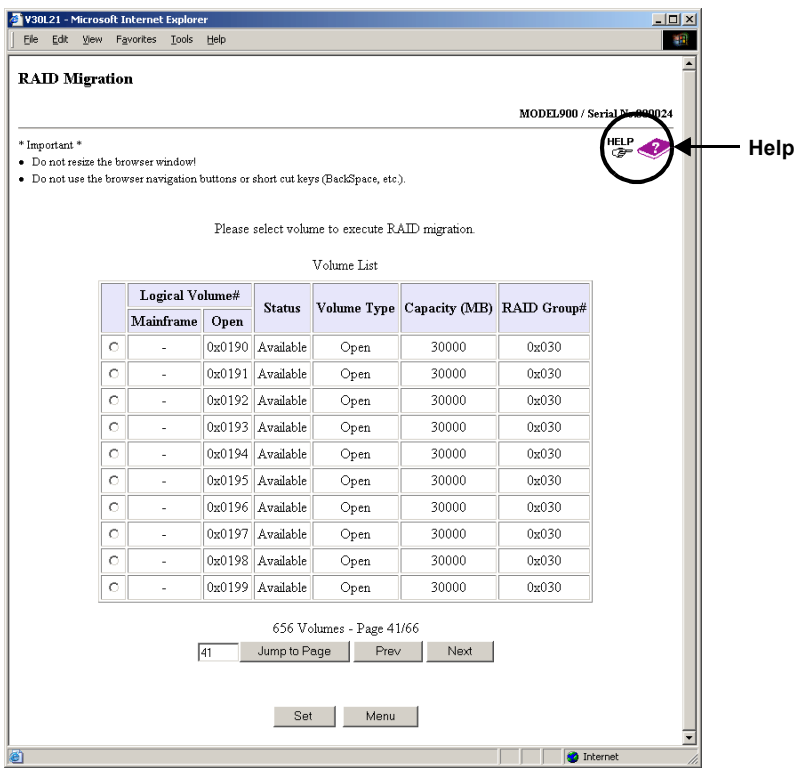 V30L21 - Microsoft Internet Explorer
File Edit View Favorites Tools Help
RAID Migration
MODEL900 / Serial No.000024
* Important *
HELP
Help
• Do not resize the browser window!
• Do not use the browser navigation buttons or short cut keys (BackSpace, etc.).
Please select volume to execute RAID migration.
Volume List
Logical Volume# Status Volume Type Capacity (MB) RAID Group#
Mainframe Open
- 0x0190 Available Open 30000 0x030
- 0x0191 Available Open 30000 0x030
- 0x0192 Available Open 30000 0x030
- 0x0193 Available Open 30000 0x030
- 0x0194 Available Open 30000 0x030
- 0x0195 Available Open 30000 0x030
- 0x0196 Available Open 30000 0x030
- 0x0197 Available Open 30000 0x030
- 0x0198 Available Open 30000 0x030
- 0x0199 Available Open 30000 0x030
656 Volumes - Page 41/66
41 Jump to Page Prev Next
Set Menu
Internet